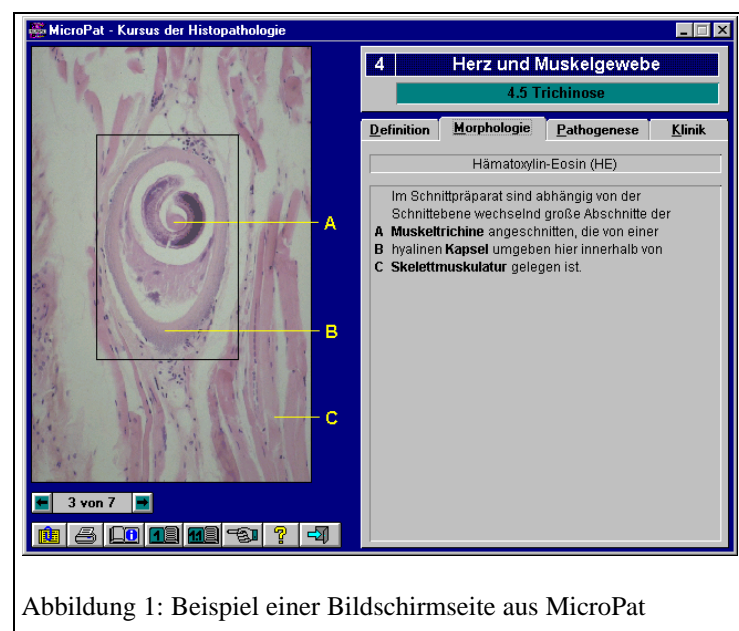 MicroPat - Kursus der Histopathologie
4 Herz und Muskelgewebe
4.5 Trichinose
Definition Morphologie Pathogenese Klinik
Hämatoxylin-Eosin (HE)
Im Schnittpräparat sind abhängig von der
Schnittebene wechselnd große Abschnitte der
A Muskeltrichine angeschnitten, die von einer
B hyalinen Kapsel umgeben hier innerhalb von
C Skelettmuskulatur gelegen ist.
A
B
C
3 von 7
1 11 ?
Abbildung 1: Beispiel einer Bildschirmseite aus MicroPat